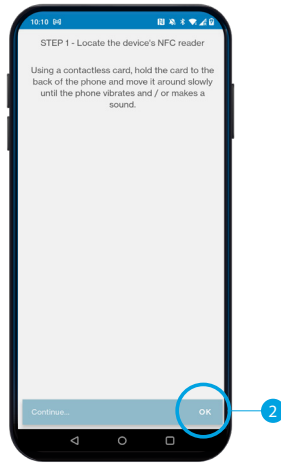 10:10
STEP 1 - Locate the device's NFC reader
Using a contactless card, hold the card to the
back of the phone and move it around slowly
until the phone vibrates and / or makes a
sound.
Continue... OK
2